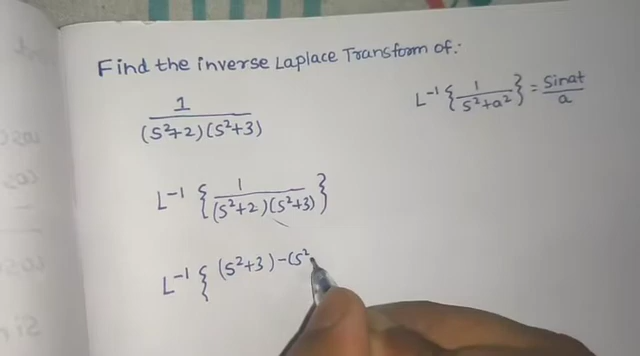 Find the inverse Laplace Transform of:
1/((S²+2)(S²+3))
L⁻¹{1/(S²+a²)} = Sinat/a
L⁻¹ {1/((S²+2)(S²+3))}
L⁻¹ { (S²+3) - (S²